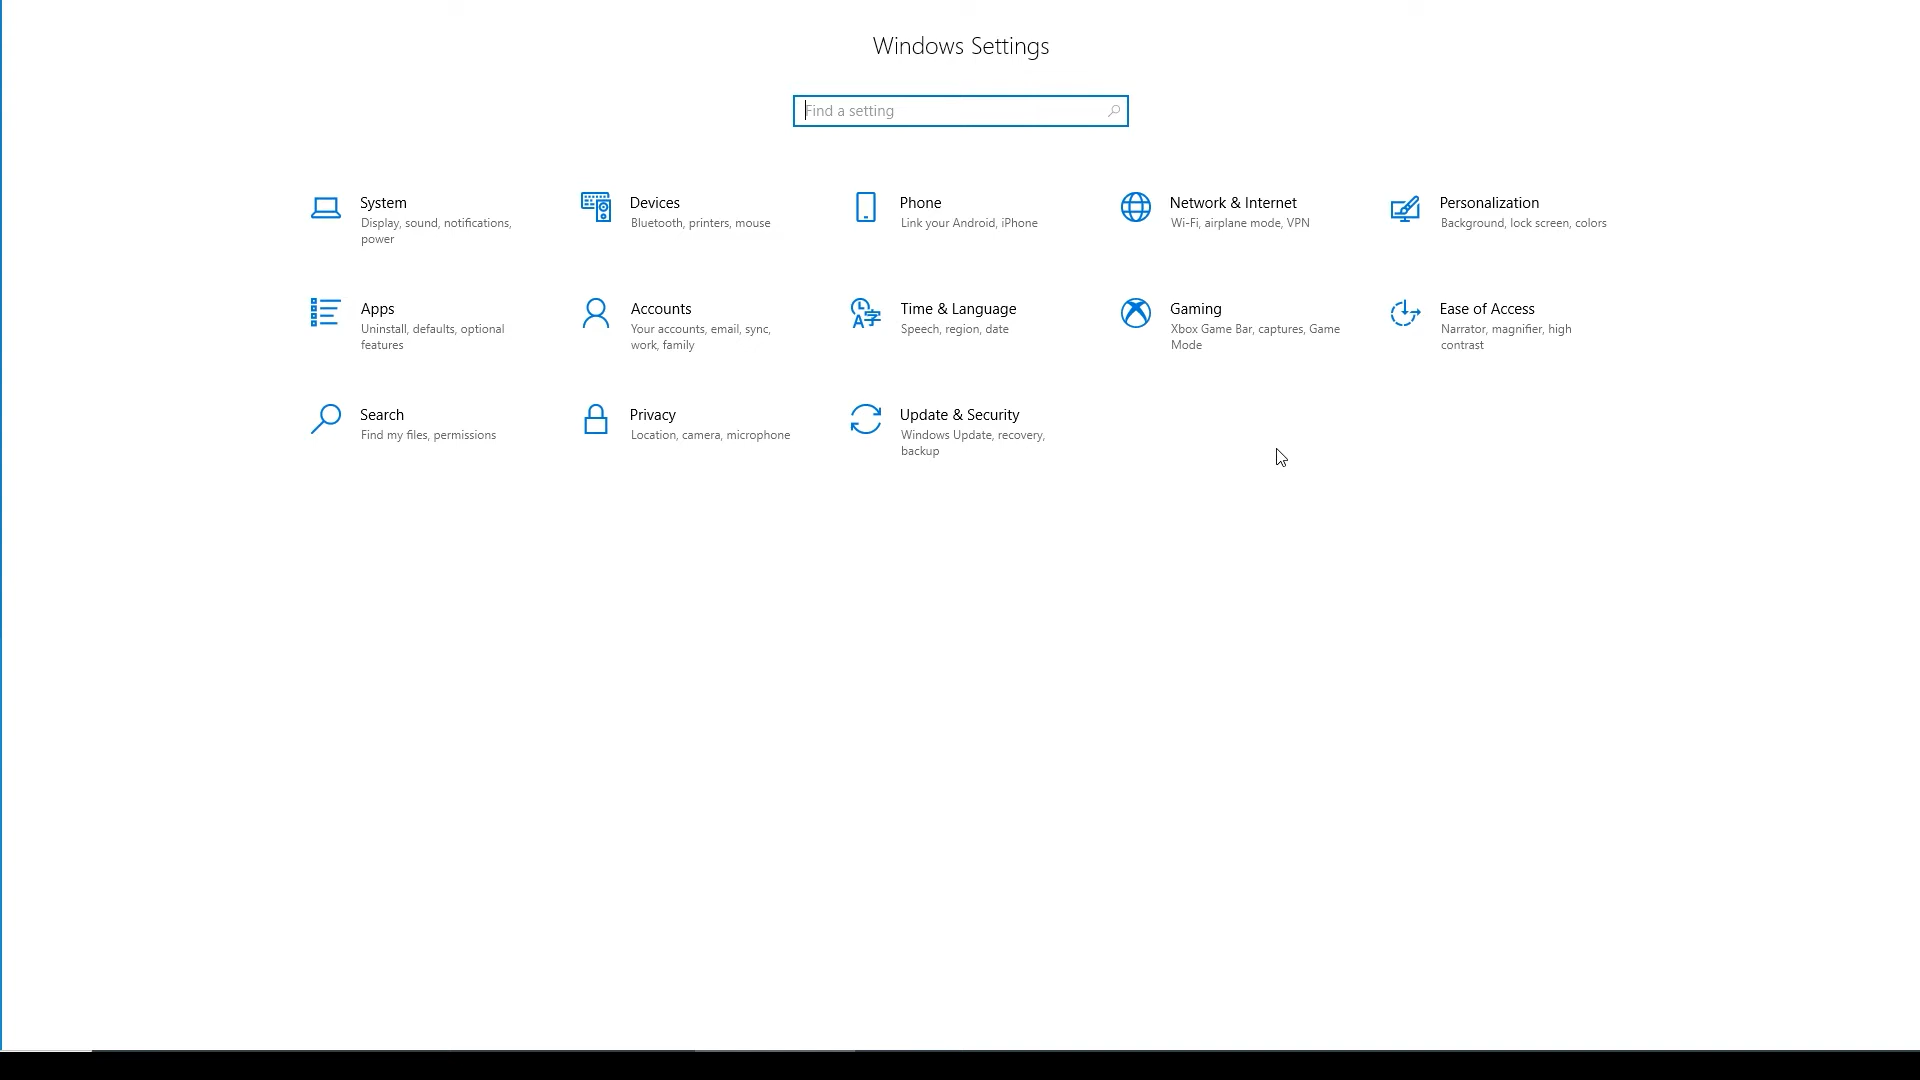 Windows Settings
Find a setting
System
Display, sound, notifications,
power
Devices
Bluetooth, printers, mouse
Phone
Link your Android, iPhone
Network & Internet
Wi-Fi, airplane mode, VPN
Personalization
Background, lock screen, colors
Apps
Uninstall, defaults, optional
features
Accounts
Your accounts, email, sync,
work, family
Time & Language
Speech, region, date
Gaming
Xbox Game Bar, captures, Game
Mode
Ease of Access
Narrator, magnifier, high
contrast
Search
Find my files, permissions
Privacy
Location, camera, microphone
Update & Security
Windows Update, recovery,
backup